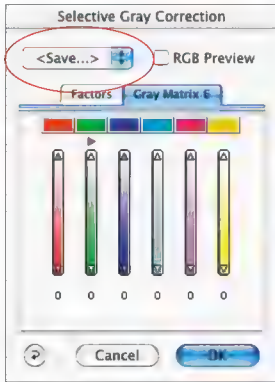 Selective Gray Correction
<Save...> RGB Preview
Factors Gray Matrix 6
0 0 0 0 0 0
Cancel OK